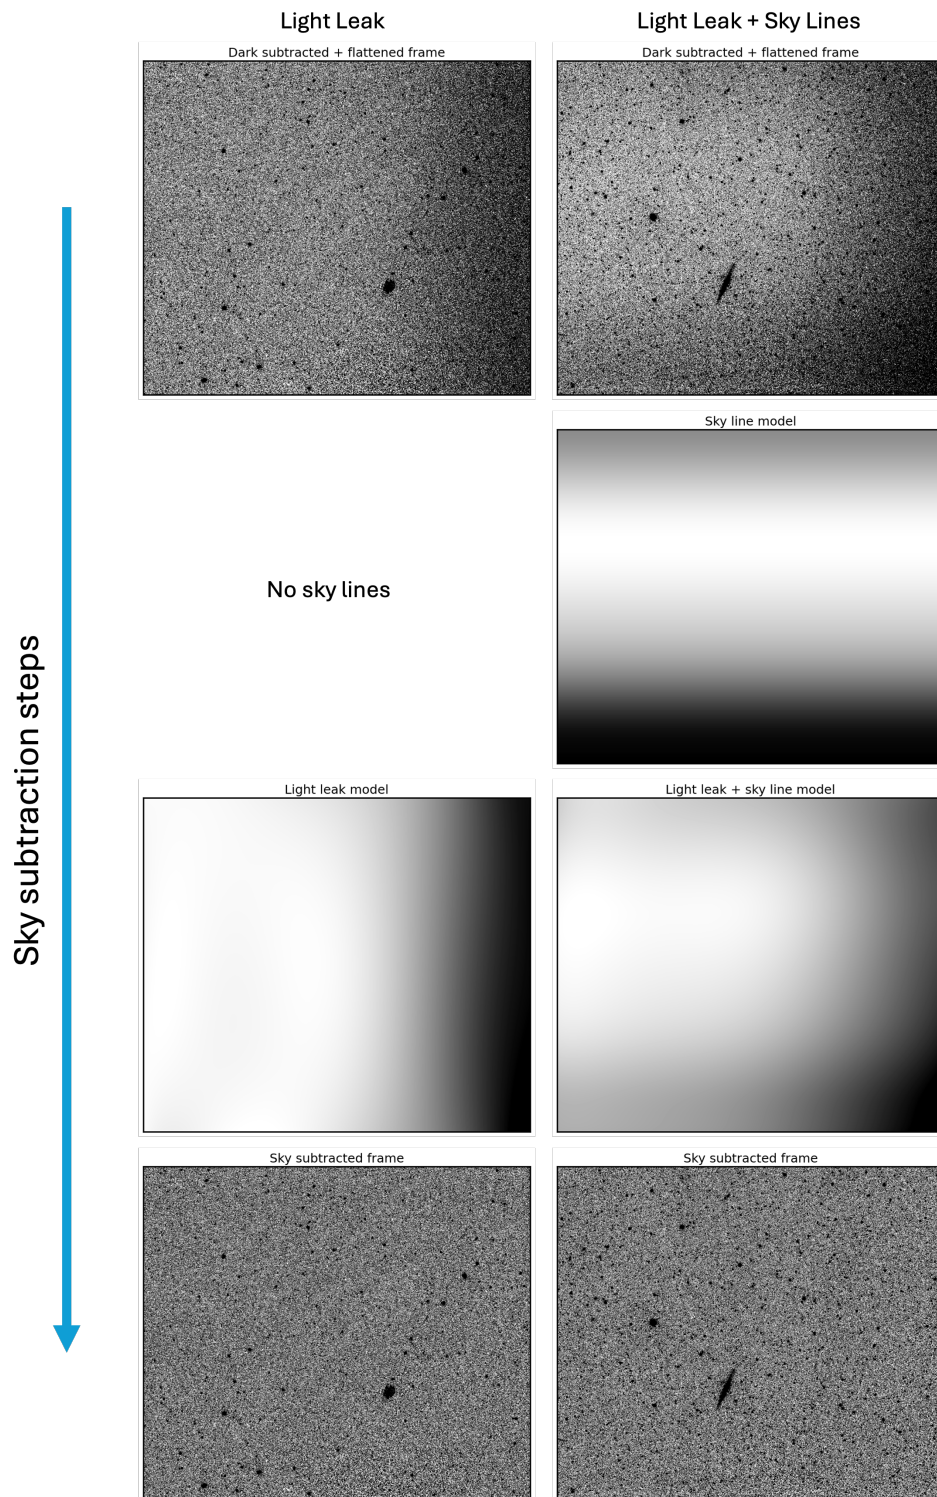 Light Leak
Light Leak + Sky Lines
Dark subtracted + flattened frame
Dark subtracted + flattened frame
Sky line model
No sky lines
Sky subtraction steps
Light leak model
Light leak + sky line model
Sky subtracted frame
Sky subtracted frame